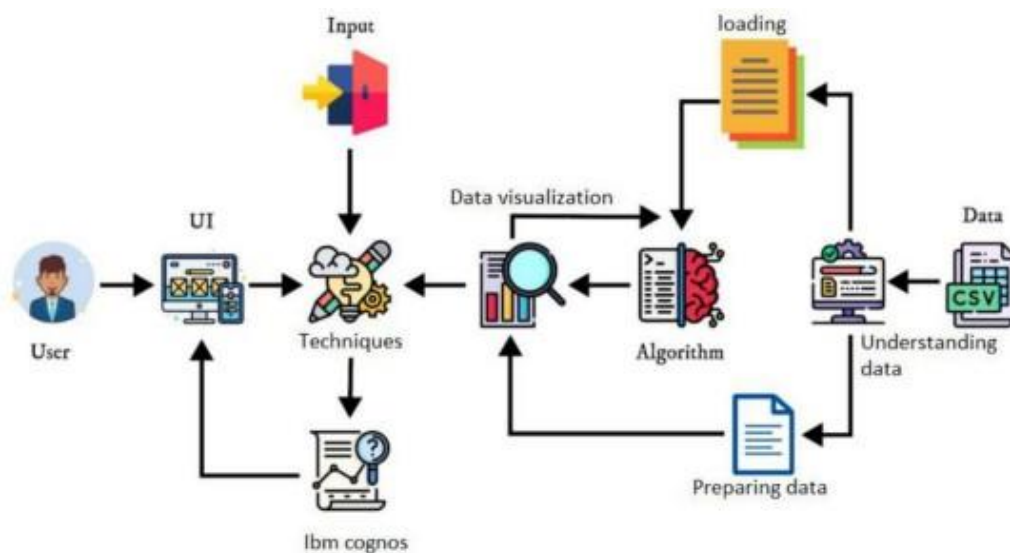 Input
loading
Data visualization
UI
Data
CSV
>_
?
User
Techniques
Algorithm
Understanding
data
Preparing data
Ibm cognos